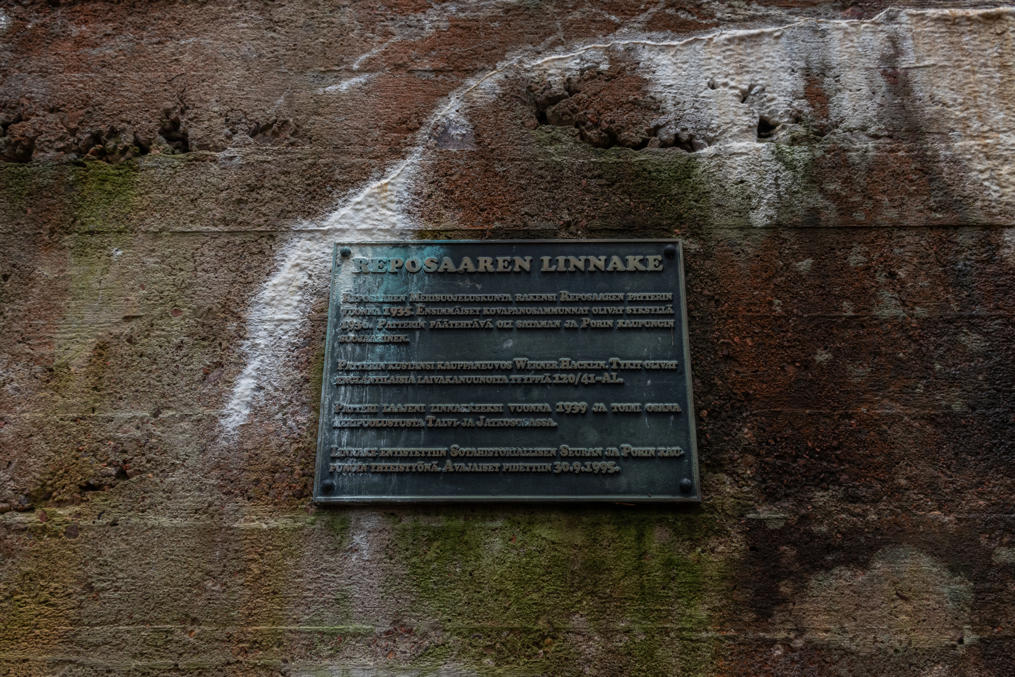 REPOSAAREN LINNAKE
REPOSAAREN MERISUOJELUSKUNTA RAKENSI REPOSAAREN PATTERIN
VUONNA 1935. ENSIMMÄISET KOVAPANOSAMMUNNAT OLIVAT SYKSYLLÄ
1936. PATTERIN PÄÄTEHTÄVÄ OLI SATAMAN JA PORIN KAUPUNGIN
SUOJAAMINEN.
PATTERIN KUSTANSI KAUPPANEUVOS WERNER HACKLIN. TYKIT OLIVAT
ENGLANTILAISIA LAIVAKANUUNOITA TYYPPIÄ 120/41-AL.
PATTERI LAAJENI LINNAKKEEKSI VUONNA 1939 JA TOIMI OSANA
MERIPUOLUSTUSTA TALVI- JA JATKOSODASSA.
LINNAKE ENTISTETTIIN SOTAHISTORIALLISEN SEURAN JA PORIN KAU-
PUNGIN YHTEISTYÖNÄ. AVAJAISET PIDETTIIN 30.9.1995.